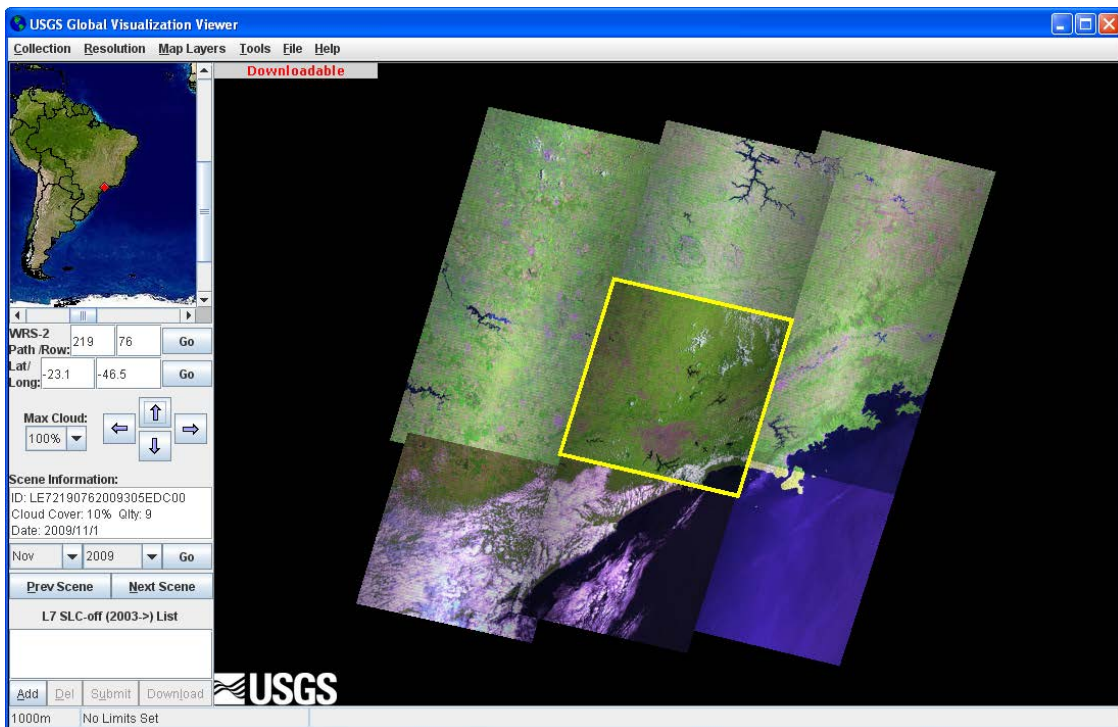 USGS Global Visualization Viewer
Collection Resolution Map Layers Tools File Help
Downloadable
WRS-2
Path /Row: 219 76 Go
Lat/
Long: -23.1 -46.5 Go
Max Cloud:
100%
Scene Information:
ID: LE72190762009305EDC00
Cloud Cover: 10% Qlty: 9
Date: 2009/11/1
Nov 2009 Go
Prev Scene Next Scene
L7 SLC-off (2003->) List
Add Del Submit Download
USGS
1000m No Limits Set